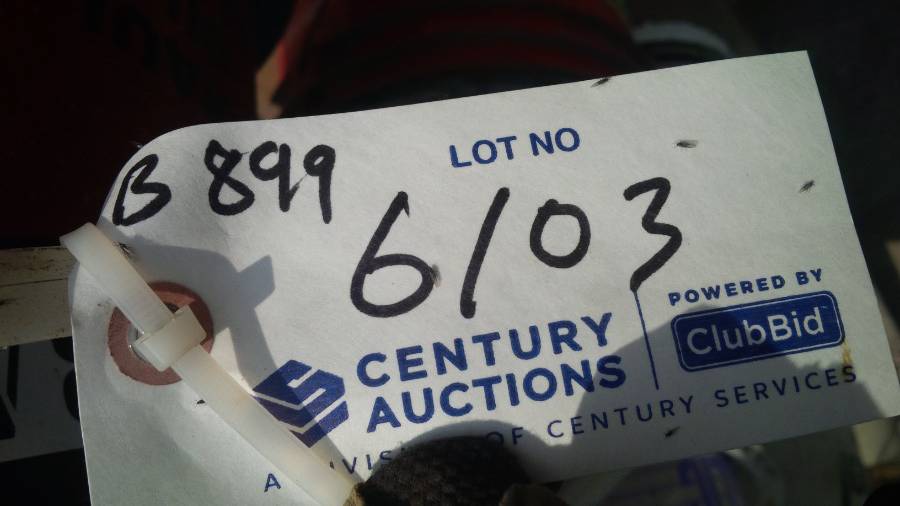 B 899
LOT NO
6103
CENTURY
AUCTIONS
POWERED BY
ClubBid
A OF CENTURY SERVICES